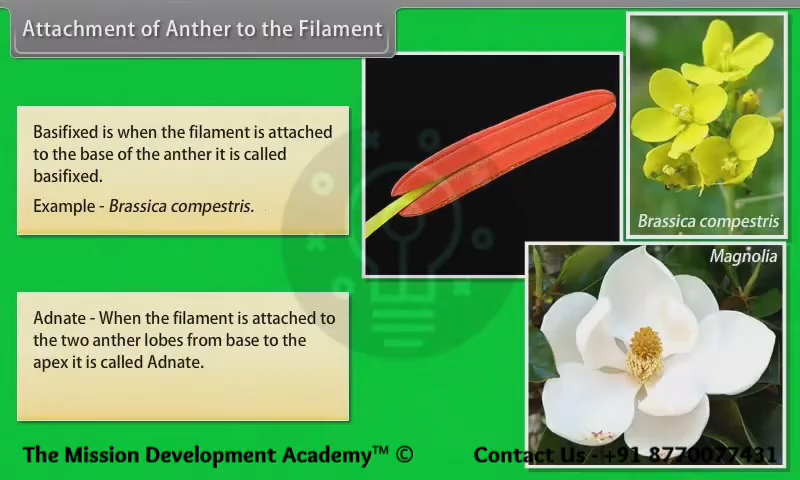 Attachment of Anther to the Filament
Basifixed is when the filament is attached
to the base of the anther it is called
basifixed.
Example - Brassica compestris.
Brassica compestris
Magnolia
Adnate - When the filament is attached to
the two anther lobes from base to the
apex it is called Adnate.
The Mission Development Academy™ ©
Contact Us - +91 8770077431